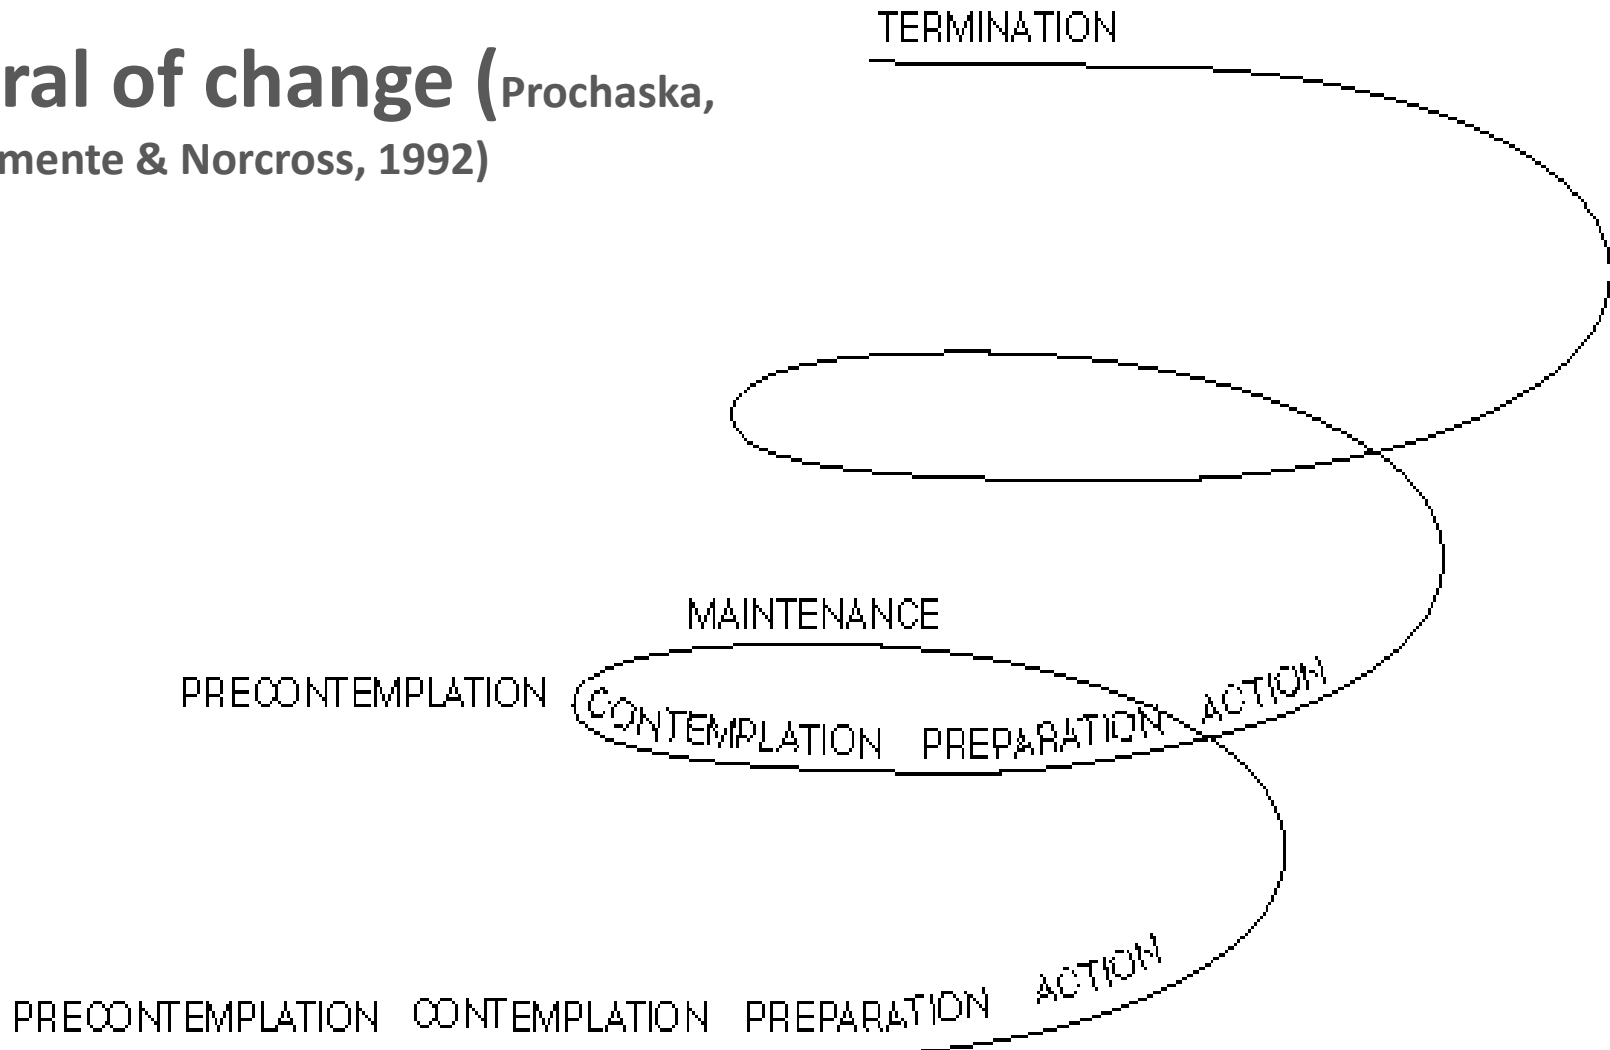 ral of change (Prochaska,
mente & Norcross, 1992)
TERMINATION
MAINTENANCE
PRECONTEMPLATION
CONTEMPLATION PREPARATION ACTION
PRECONTEMPLATION CONTEMPLATION PREPARATION ACTION